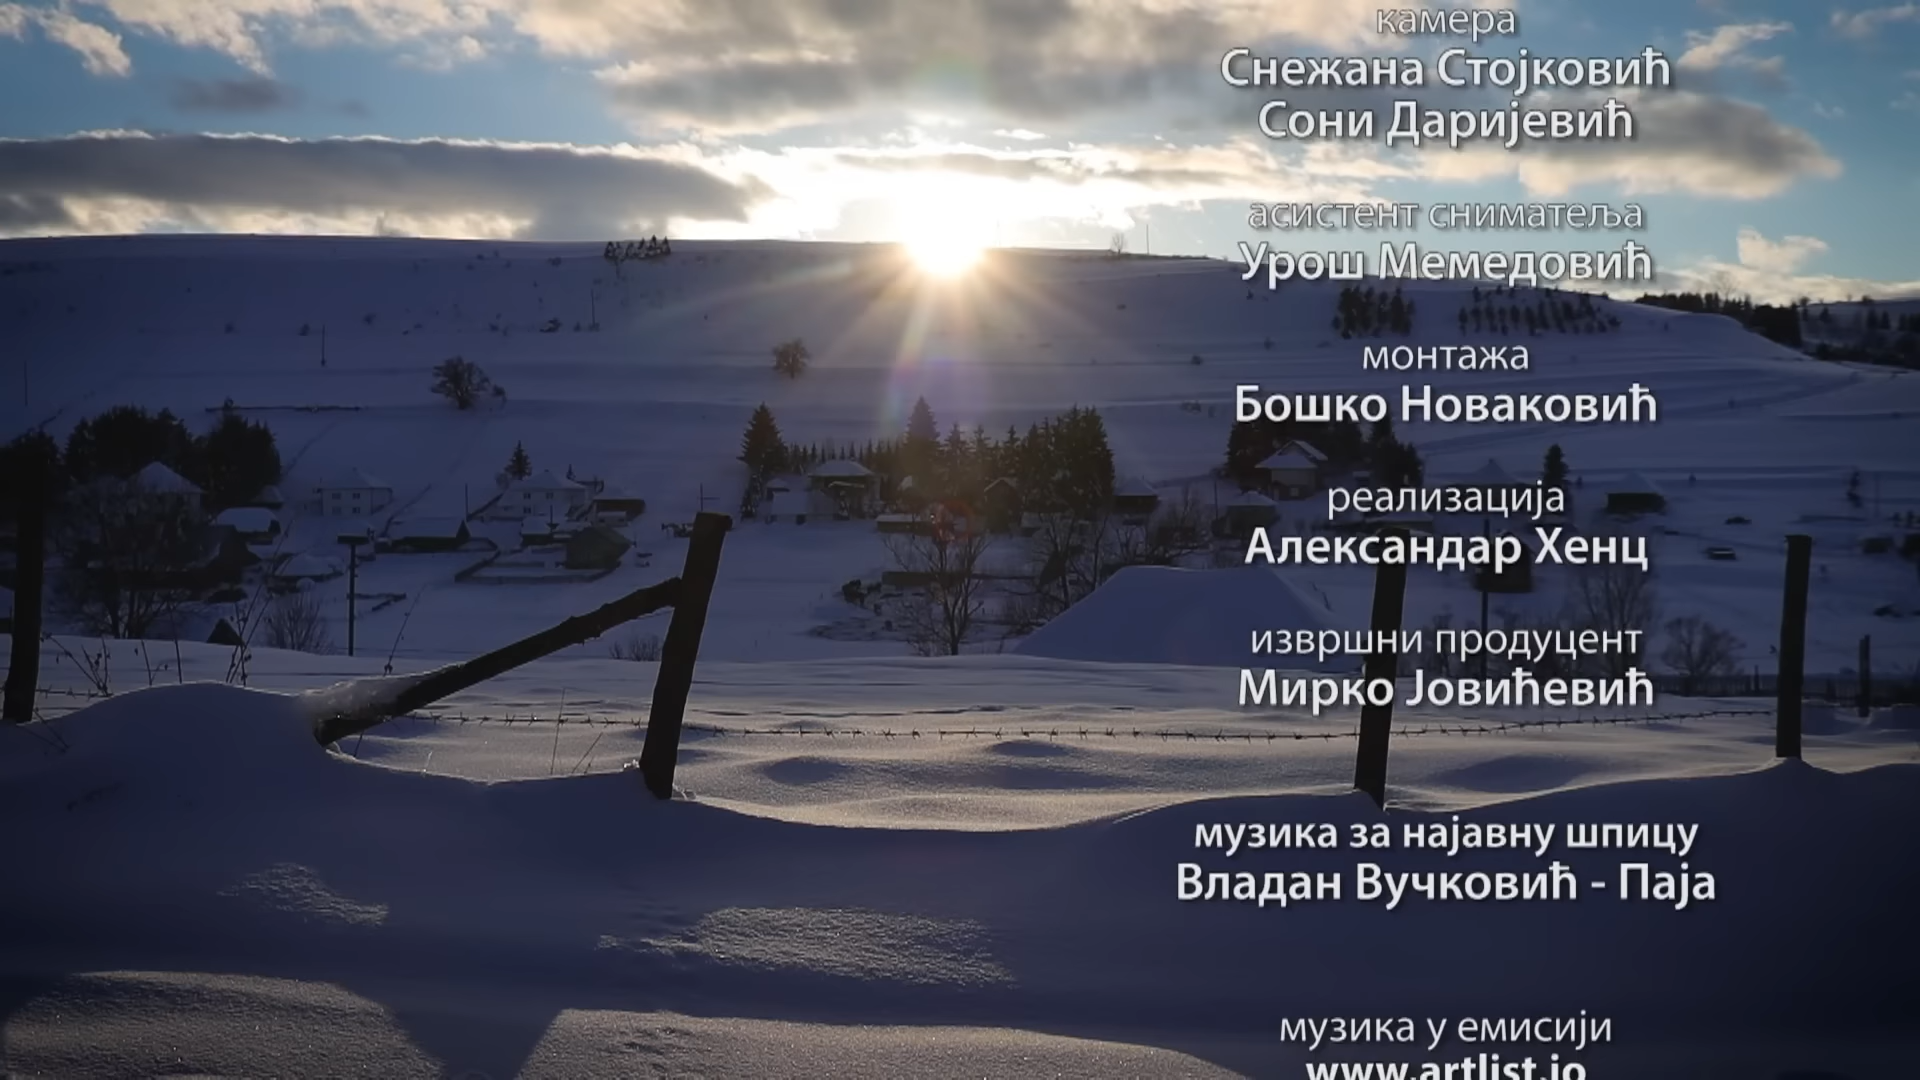 камера
Снежана Стојковић
Сони Даријевић
асистент сниматеља
Урош Мемедовић
монтажа
Бошко Новаковић
реализација
Александар Хенц
извршни продуцент
Мирко Јовићевић
музика за најавну шпицу
Владан Вучковић - Паја
музика у емисији
www.artlist.io